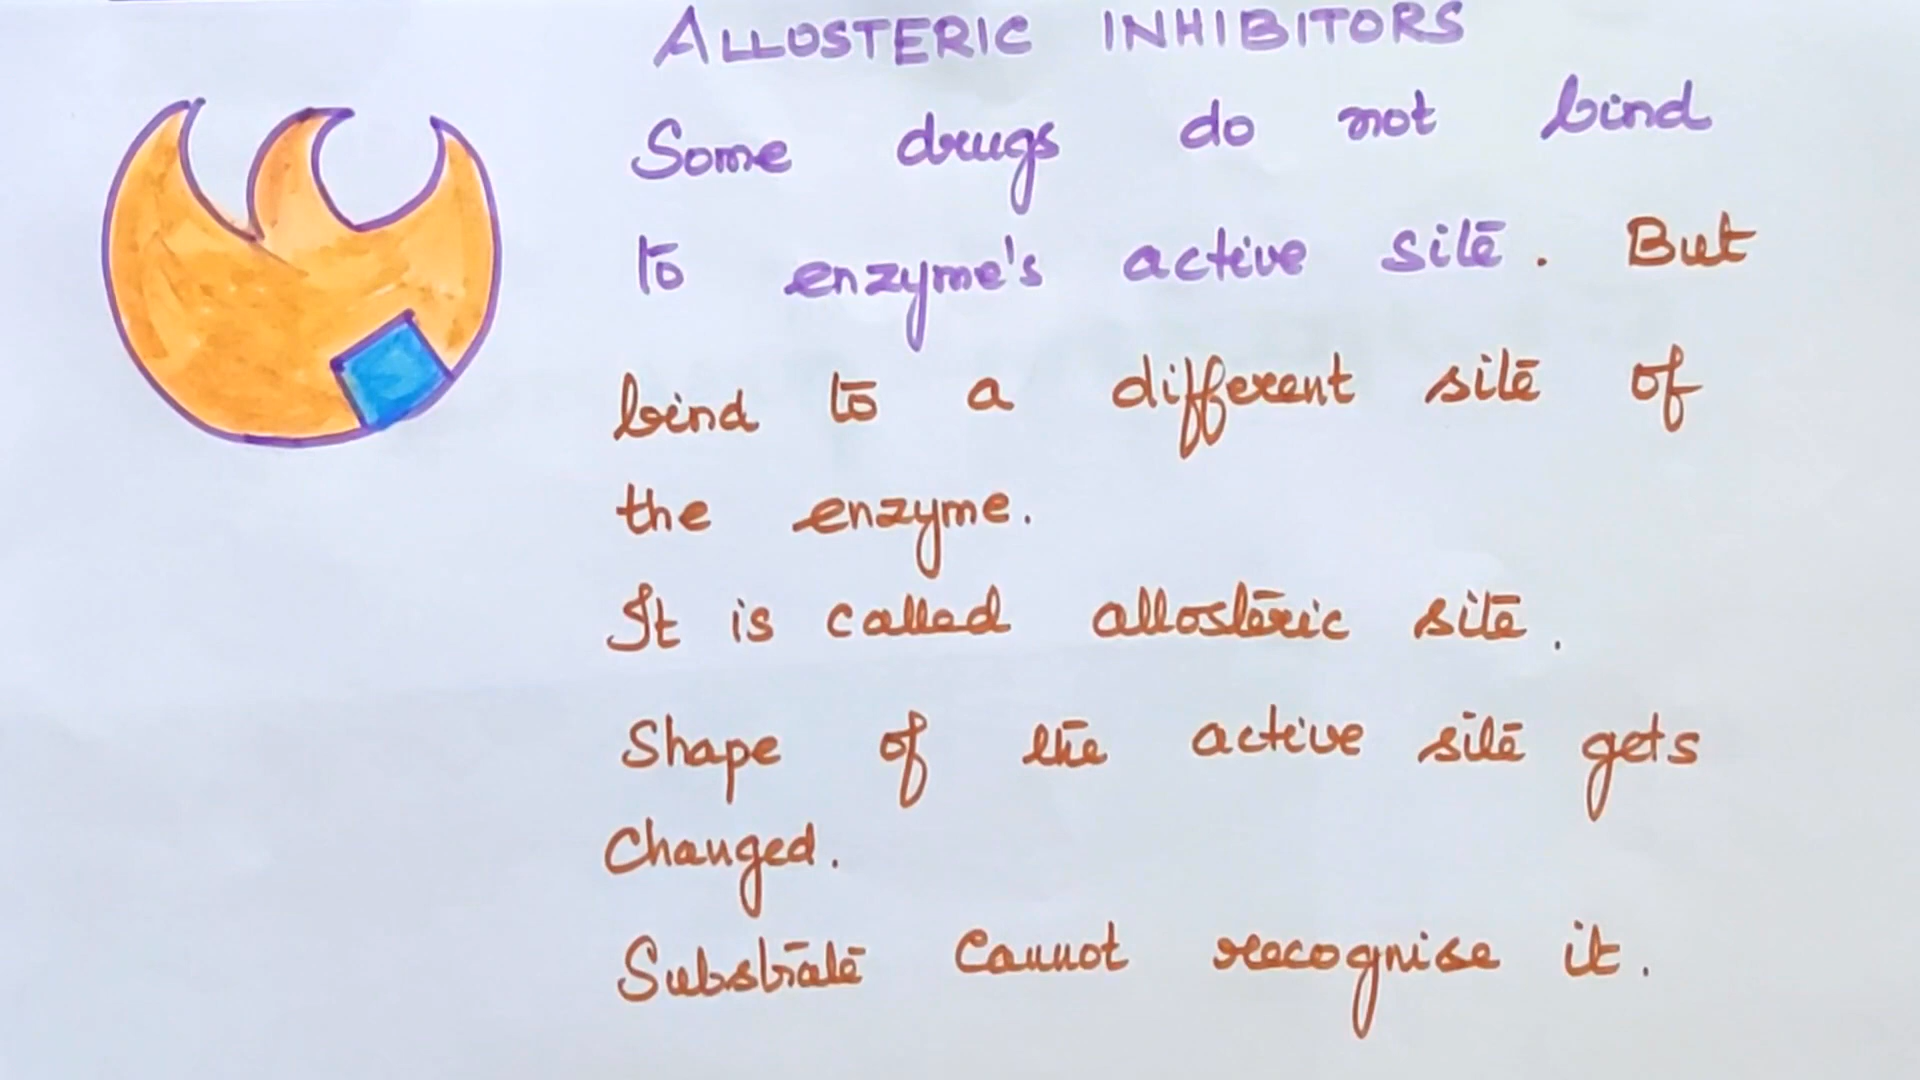 ALLOSTERIC INHIBITORS
Some drugs do not bind
to enzyme's active site. But
bind to a different site of
the enzyme.
It is called allosteric site.
Shape of the active site gets
Changed.
Substrate Cannot recognise it.